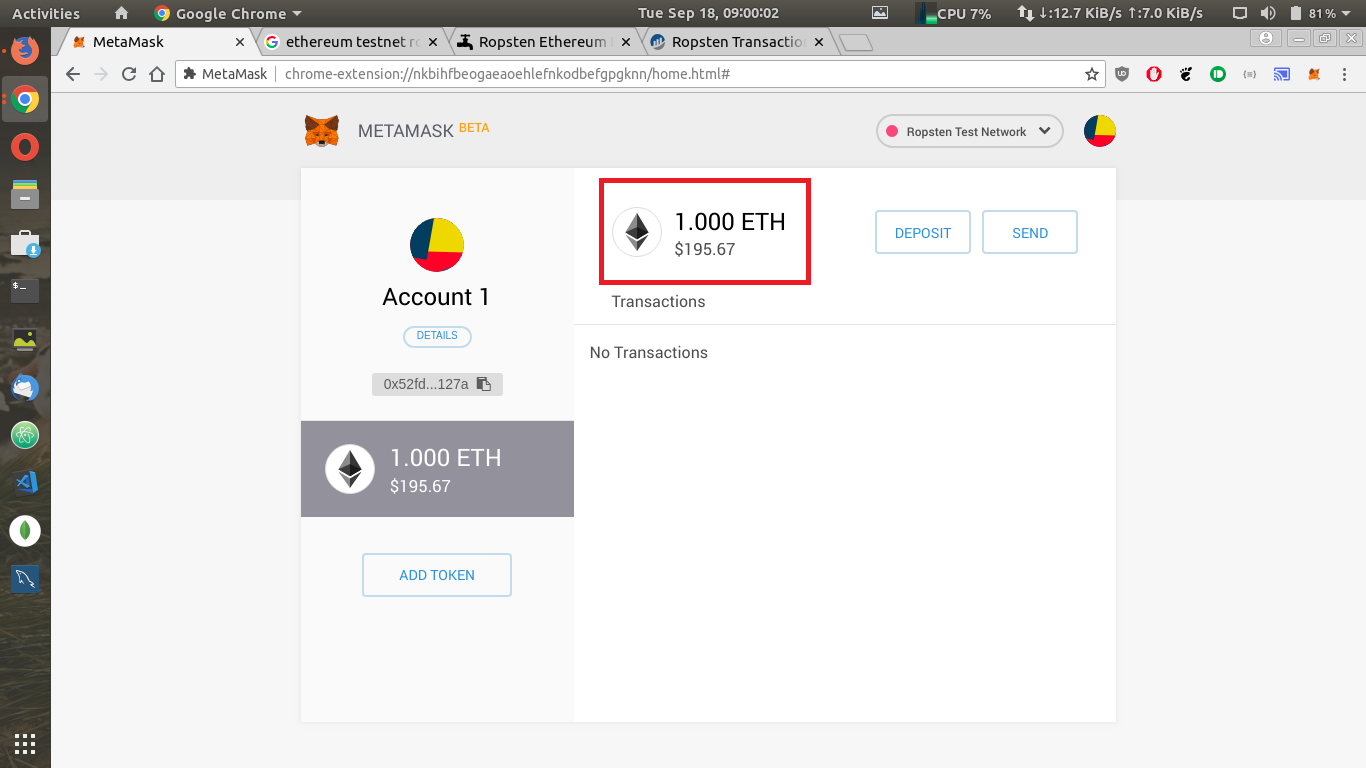 Activities
Google Chrome
Tue Sep 18, 09:00:02
CPU 7%
↓:12.7 KiB/s ↑:7.0 KiB/s
81%
MetaMask
ethereum testnet ro
Ropsten Ethereum
Ropsten Transactio
MetaMask
chrome-extension://nkbihfbeogaeaoehlefnkodbefgpgknn/home.html#
METAMASK BETA
Ropsten Test Network
1.000 ETH
$195.67
DEPOSIT
SEND
Account 1
DETAILS
0x52fd...127a
Transactions
No Transactions
1.000 ETH
$195.67
ADD TOKEN